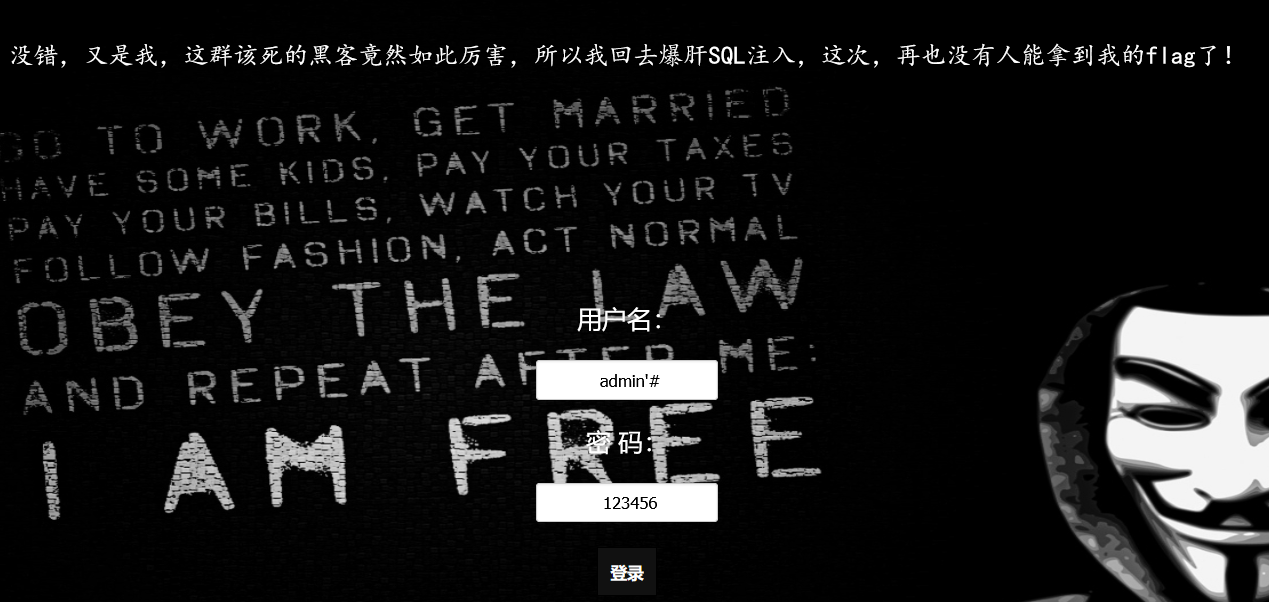 没错，又是我，这群该死的黑客竟然如此厉害，所以我回去爆肝SQL注入，这次，再也没有人能拿到我的flag了！
GO TO WORK, GET MARRIED
HAVE SOME KIDS, PAY YOUR TAXES
PAY YOUR BILLS, WATCH YOUR TV
FOLLOW FASHION, ACT NORMAL
OBEY THE LAW
AND REPEAT AFTER ME:
I AM FREE
用户名：
admin'#
密 码：
123456
登录